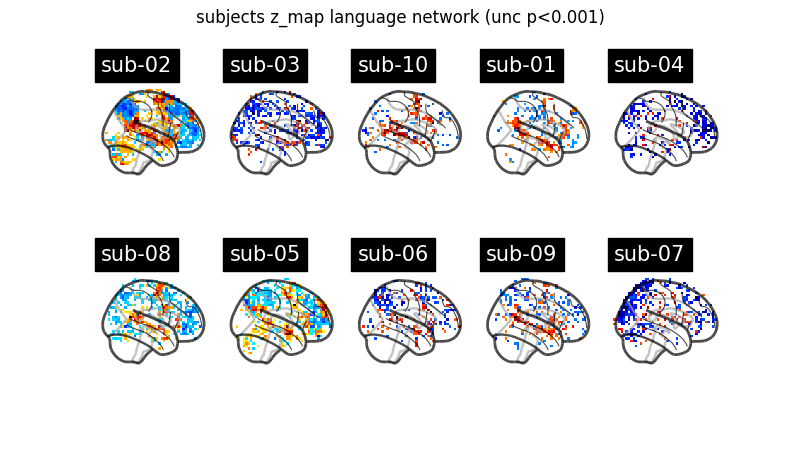 subjects z_map language network (unc p<0.001)
sub-02 sub-03 sub-10 sub-01 sub-04
sub-08 sub-05 sub-06 sub-09 sub-07